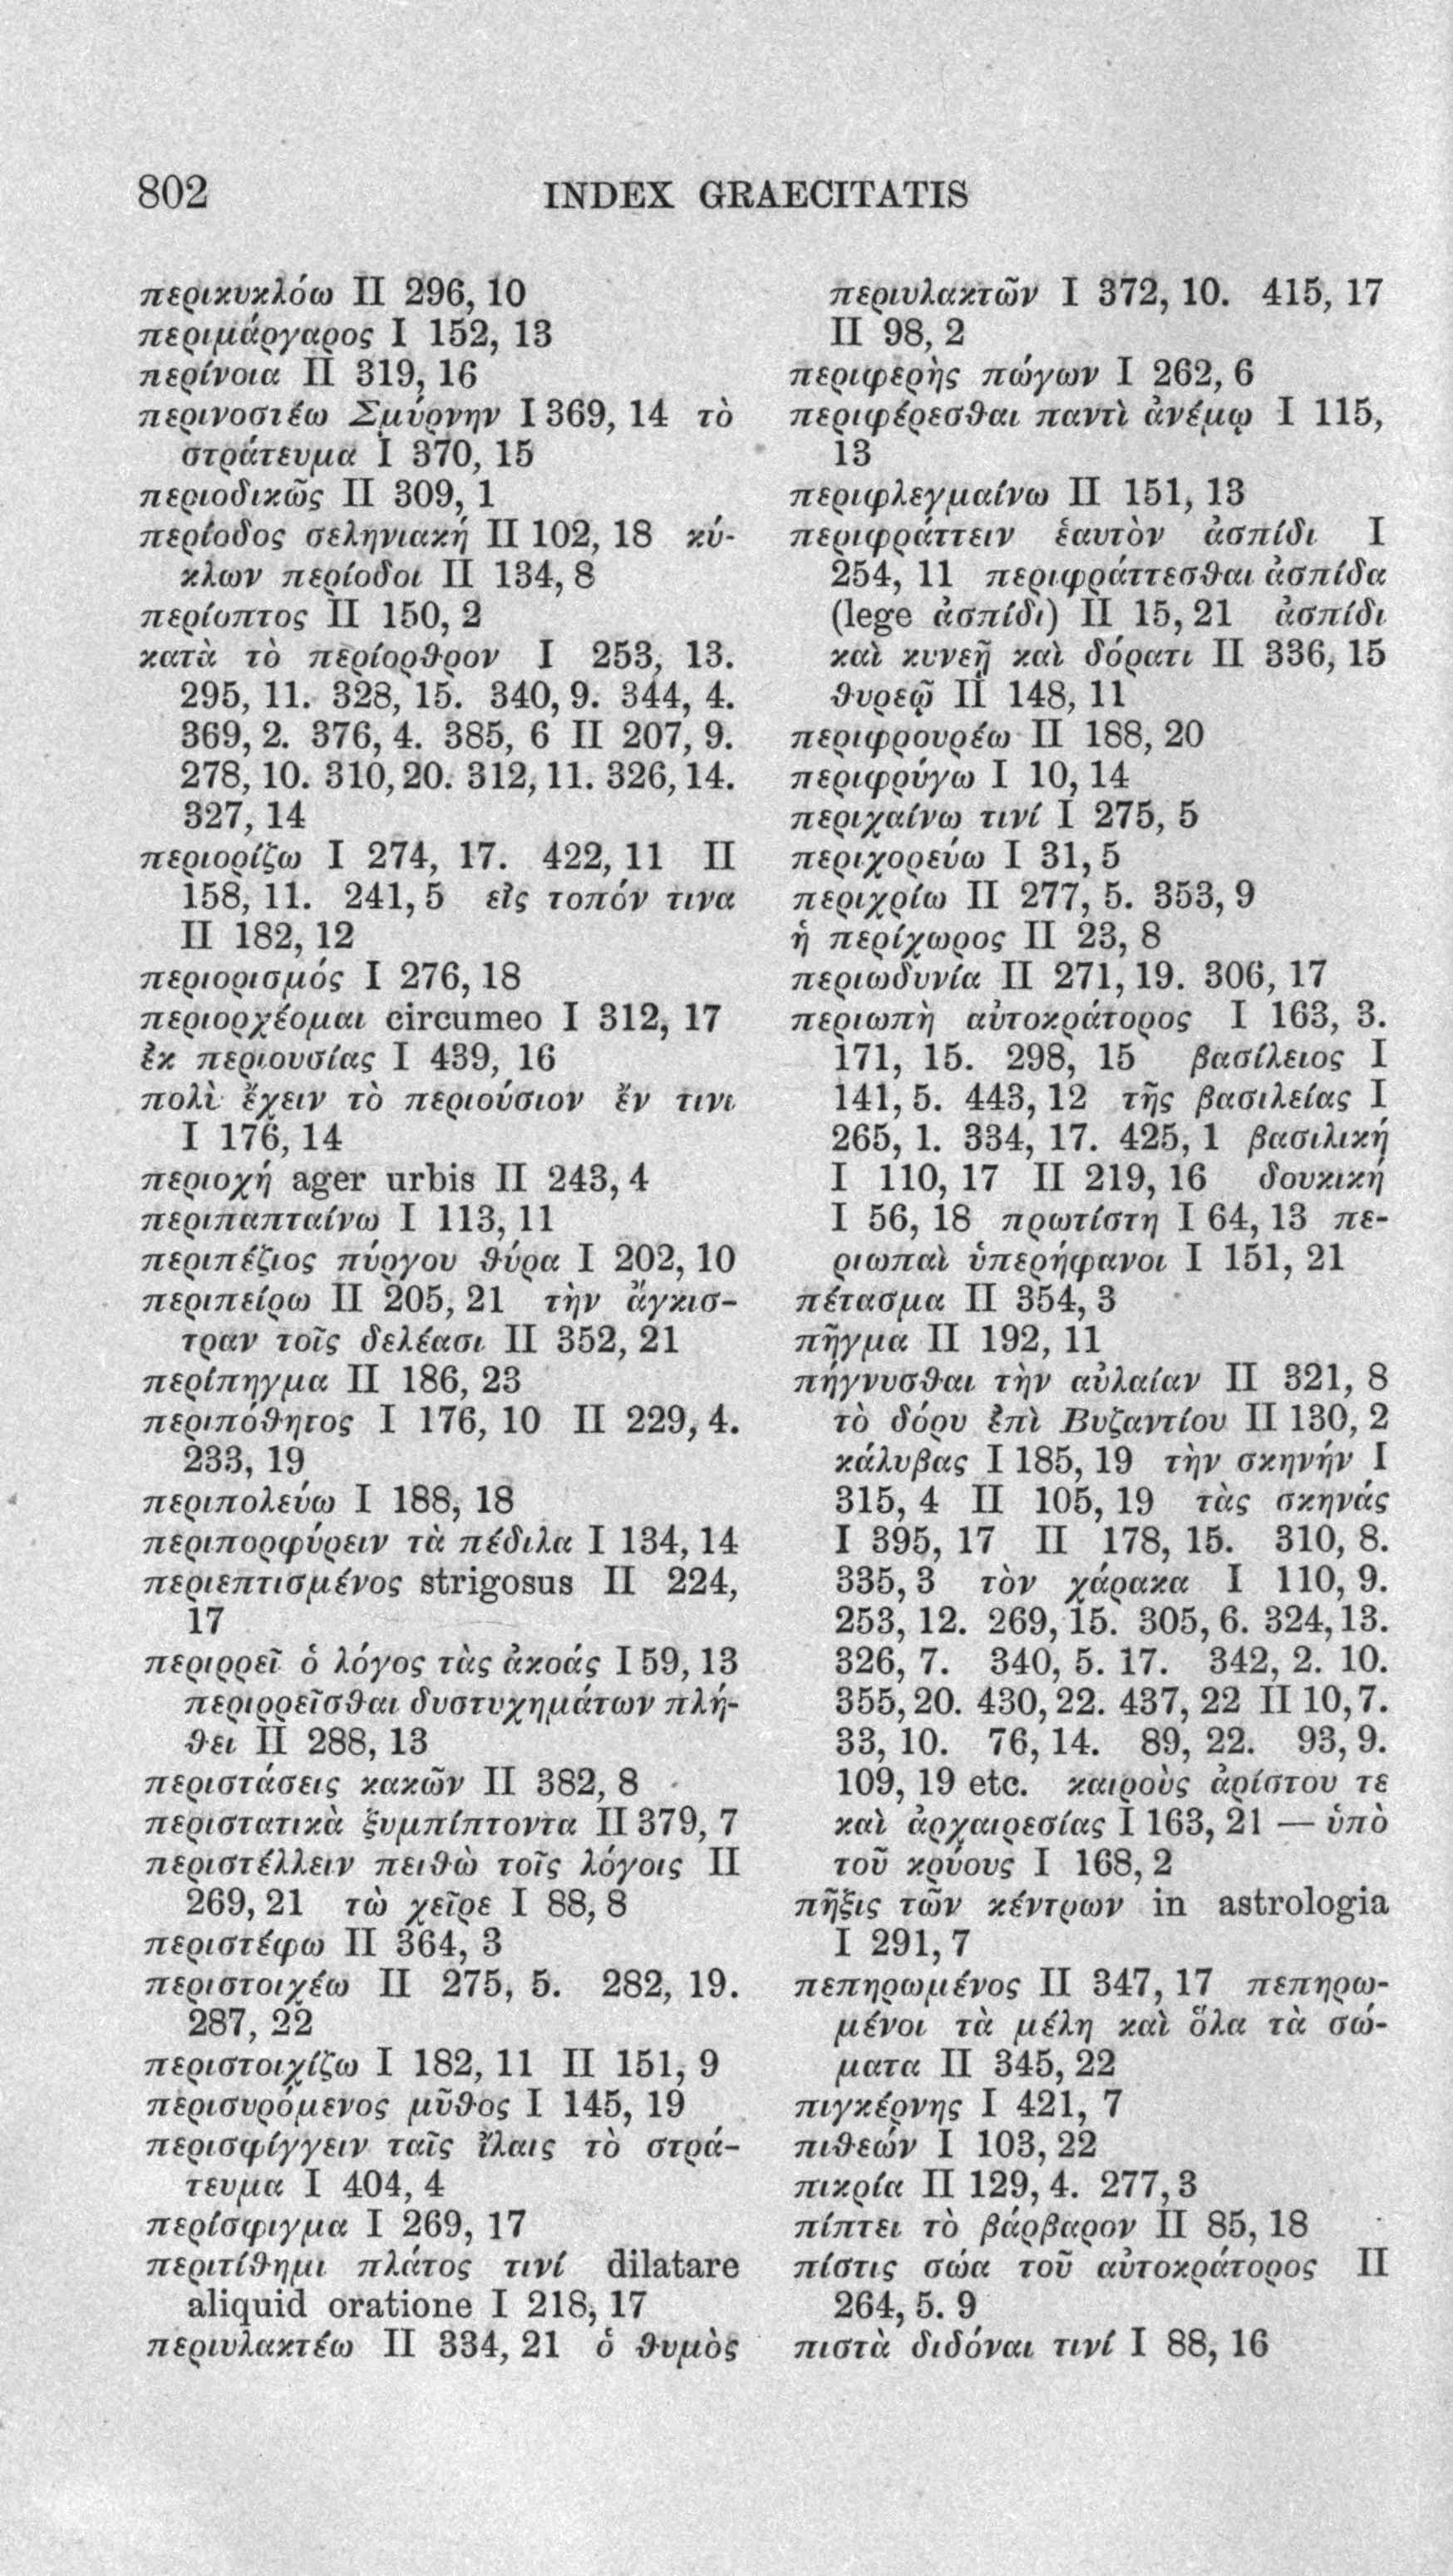 802
INDEX GRAECITATIS
περικυκλόω II 296, 10
περιμάργαρος I 152, 13
περίνοια II 319, 16
περινοστέω Σμύρνην I 369, 14 τὸ
στράτευμα I 370, 15
περιοδικῶς II 309, 1
περίοδος σεληνιακή II 102, 18 κύ-
κλων περίοδοι II 134, 8
περίοπτος II 150, 2
κατὰ τὸ περίορθρον I 253, 13.
295, 11. 328, 15. 340, 9. 344, 4.
369, 2. 376, 4. 385, 6 II 207, 9.
278, 10. 310, 20. 312, 11. 326, 14.
327, 14
περιορίζω I 274, 17. 422, 11 II
158, 11. 241, 5 εἴς τοπόν τινα
II 182, 12
περιορισμός I 276, 18
περιορχέομαι circumeo I 312, 17
ἐκ περιουσίας I 439, 16
πολὺ ἔχειν τὸ περιούσιον ἔν τινι
I 176, 14
περιοχή ager urbis II 243, 4
περιπαπταίνω I 113, 11
περιπέζιος πύργου θύρα I 202, 10
περιπείρω II 205, 21 τὴν ἄγκισ-
τραν τοῖς δελέασι II 352, 21
περίπηγμα II 186, 23
περιπόθητος I 176, 10 II 229, 4.
233, 19
περιπολεύω I 188, 18
περιπορφύρειν τὰ πέδιλα I 134, 14
περιεπτισμένος strigosus II 224,
17
περιρρεῖ ὁ λόγος τὰς ἀκοάς I 59, 13
περιρρεῖσθαι δυστυχημάτων πλή-
θει II 288, 13
περιστάσεις κακῶν II 382, 8
περιστατικὰ ξυμπίπτοντα II 379, 7
περιστέλλειν πειθὼ τοῖς λόγοις II
269, 21 τὼ χεῖρε I 88, 8
περιστέφω II 364, 3
περιστοιχέω II 275, 5. 282, 19.
287, 22
περιστοιχίζω I 182, 11 II 151, 9
περισυρόμενος μῦθος I 145, 19
περισφίγγειν ταῖς ἴλαις τὸ στρά-
τευμα I 404, 4
περίσφιγμα I 269, 17
περιτίθημι πλάτος τινί dilatare
aliquid oratione I 218, 17
περιυλακτέω II 334, 21 ὁ θυμὸς
περιυλακτῶν I 372, 10. 415, 17
II 98, 2
περιφερὴς πώγων I 262, 6
περιφέρεσθαι παντὶ ἀνέμῳ I 115,
13
περιφλεγμαίνω II 151, 13
περιφράττειν ἑαυτὸν ἀσπίδι I
254, 11 περιφράττεσθαι ἀσπίδα
(lege ἀσπίδι) II 15, 21 ἀσπίδι
καὶ κυνεῇ καὶ δόρατι II 336, 15
θυρεῷ II 148, 11
περιφρουρέω II 188, 20
περιφρύγω I 10, 14
περιχαίνω τινί I 275, 5
περιχορεύω I 31, 5
περιχρίω II 277, 5. 353, 9
ἡ περίχωρος II 23, 8
περιωδυνία II 271, 19. 306, 17
περιωπὴ αὐτοκράτορος I 163, 3.
171, 15. 298, 15 βασίλειος I
141, 5. 443, 12 τῆς βασιλείας I
265, 1. 334, 17. 425, 1 βασιλική
I 110, 17 II 219, 16 δουκική
I 56, 18 πρωτίστη I 64, 13 πε-
ριωπαὶ ὑπερήφανοι I 151, 21
πέτασμα II 354, 3
πῆγμα II 192, 11
πήγνυσθαι τὴν αὐλαίαν II 321, 8
τὸ δόρυ ἐπὶ Βυζαντίου II 130, 2
κάλυβας I 185, 19 τὴν σκηνήν I
315, 4 II 105, 19 τὰς σκηνάς
I 395, 17 II 178, 15. 310, 8.
335, 3 τὸν χάρακα I 110, 9.
253, 12. 269, 15. 305, 6. 324, 13.
326, 7. 340, 5. 17. 342, 2. 10.
355, 20. 430, 22. 437, 22 II 10, 7.
33, 10. 76, 14. 89, 22. 93, 9.
109, 19 etc. καιροὺς ἀρίστου τε
καὶ ἀρχαιρεσίας I 163, 21 — ὑπὸ
τοῦ κρύους I 168, 2
πῆξις τῶν κέντρων in astrologia
I 291, 7
πεπηρωμένος II 347, 17 πεπηρω-
μένοι τὰ μέλη καὶ ὅλα τὰ σώ-
ματα II 345, 22
πιγκέρνης I 421, 7
πιθεών I 103, 22
πικρία II 129, 4. 277, 3
πίπτει τὸ βάρβαρον II 85, 18
πίστις σώα τοῦ αὐτοκράτορος II
264, 5. 9
πιστὰ διδόναι τινί I 88, 16